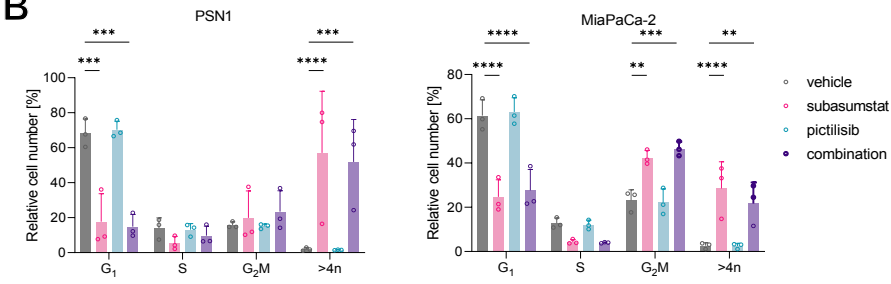 B
PSN1
*** ***
*** ****
Relative cell number [%]
100
80
60
40
20
0
G1 S G2M >4n
MiaPaCa-2
**** *** **
**** ** ****
Relative cell number [%]
80
60
40
20
0
G1 S G2M >4n
vehicle
subasumstat
pictilisib
combination